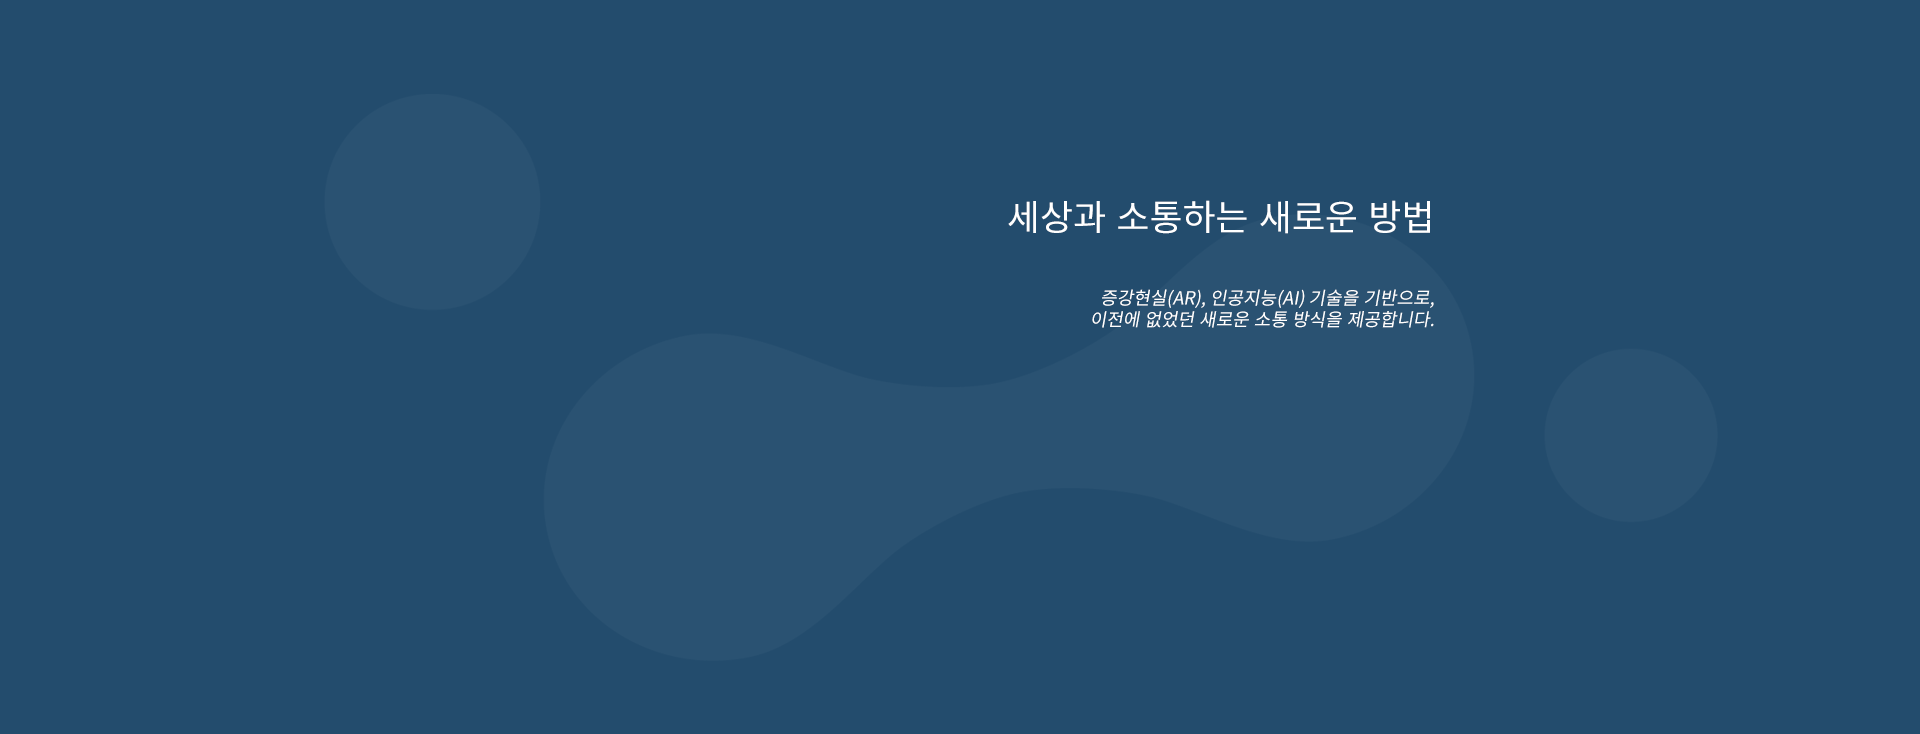 세상과 소통하는 새로운 방법
증강현실(AR), 인공지능(AI) 기술을 기반으로,
이전에 없었던 새로운 소통 방식을 제공합니다.